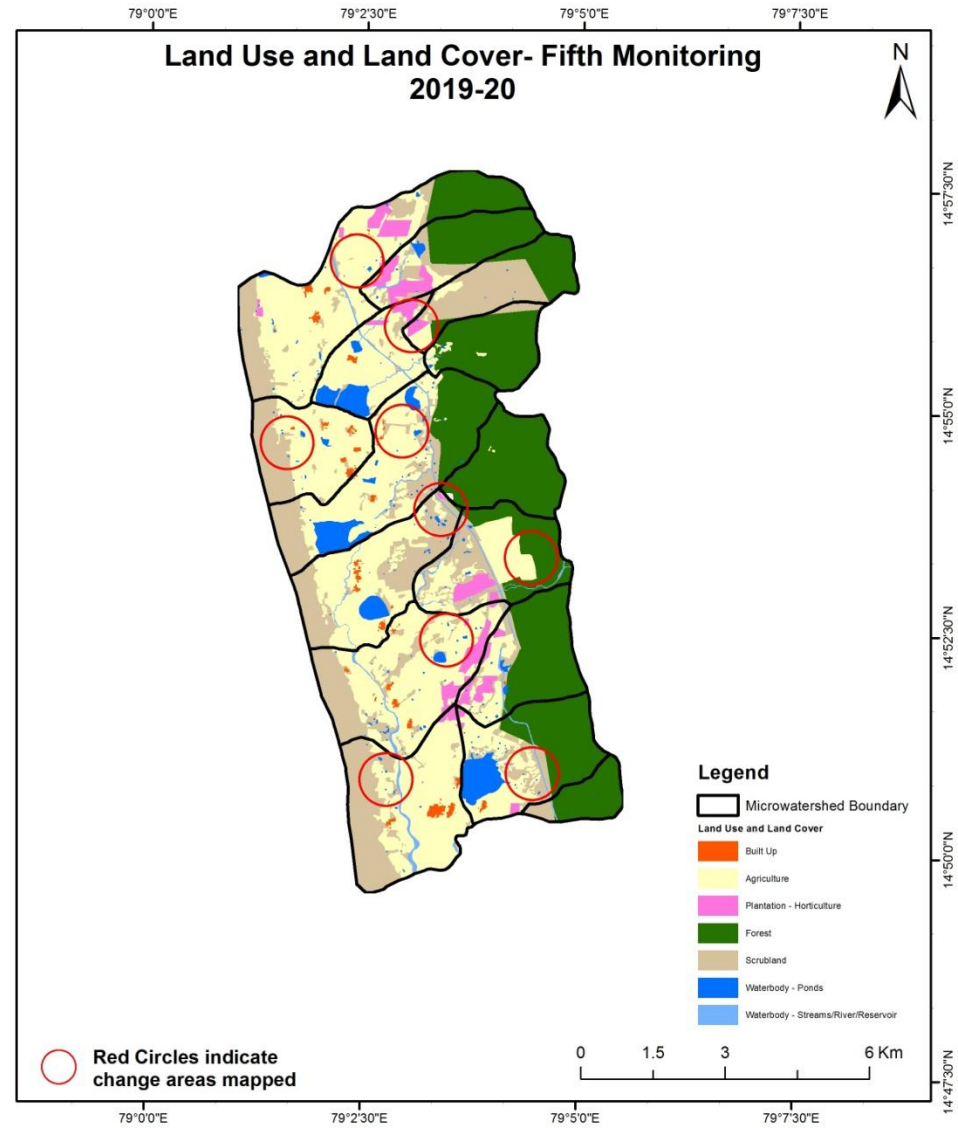 79°0'0"E 79°2'30"E 79°5'0"E 79°7'30"E
Land Use and Land Cover- Fifth Monitoring
2019-20
N
14°57'30"N
14°55'0"N
14°52'30"N
14°50'0"N
14°47'30"N
Legend
Microwatershed Boundary
Land Use and Land Cover
Built Up
Agriculture
Plantation - Horticulture
Forest
Scrubland
Waterbody - Ponds
Waterbody - Streams/River/Reservoir
Red Circles indicate
change areas mapped
0 1.5 3 6 Km
79°0'0"E 79°2'30"E 79°5'0"E 79°7'30"E